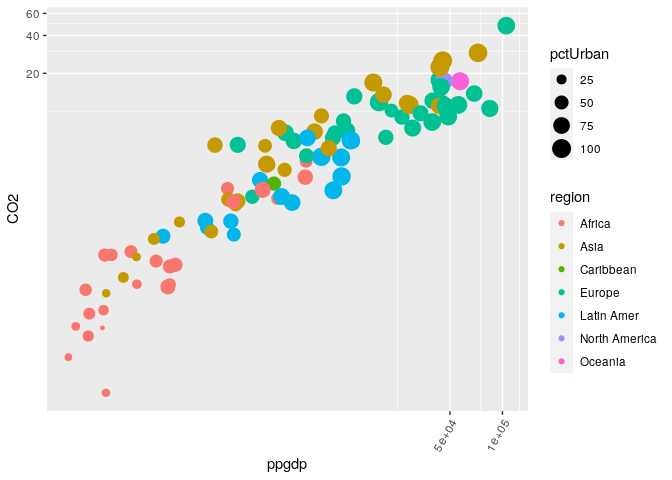 60
40
20
CO2
5e+04
1e+05
ppgdp
pctUrban
25
50
75
100
region
Africa
Asia
Caribbean
Europe
Latin Amer
North America
Oceania